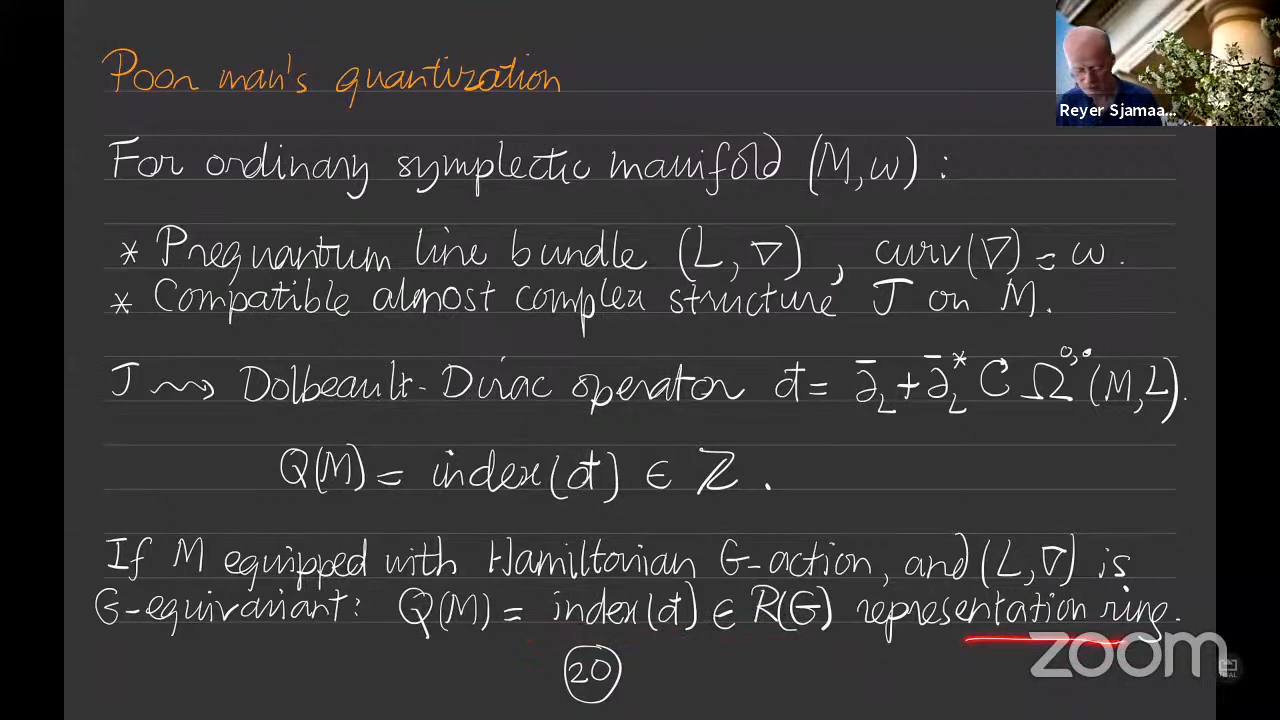 Poor man's quantization
Reyer Sjamaa...
For ordinary symplectic manifold (M,ω) :
* Prequantum line bundle (L,∇), curv(∇) = ω.
* Compatible almost complex structure J on M.
J ⇝ Dolbeault-Dirac operator đ = ∂̄_L + ∂̄_L^* C Ω^{0,•}(M,L).
Q(M) = index(đ) ∈ ℤ.
If M equipped with Hamiltonian G-action, and (L,∇) is
G-equivariant: Q(M) = index(đ) ∈ R(G) representation ring.
zoom
20